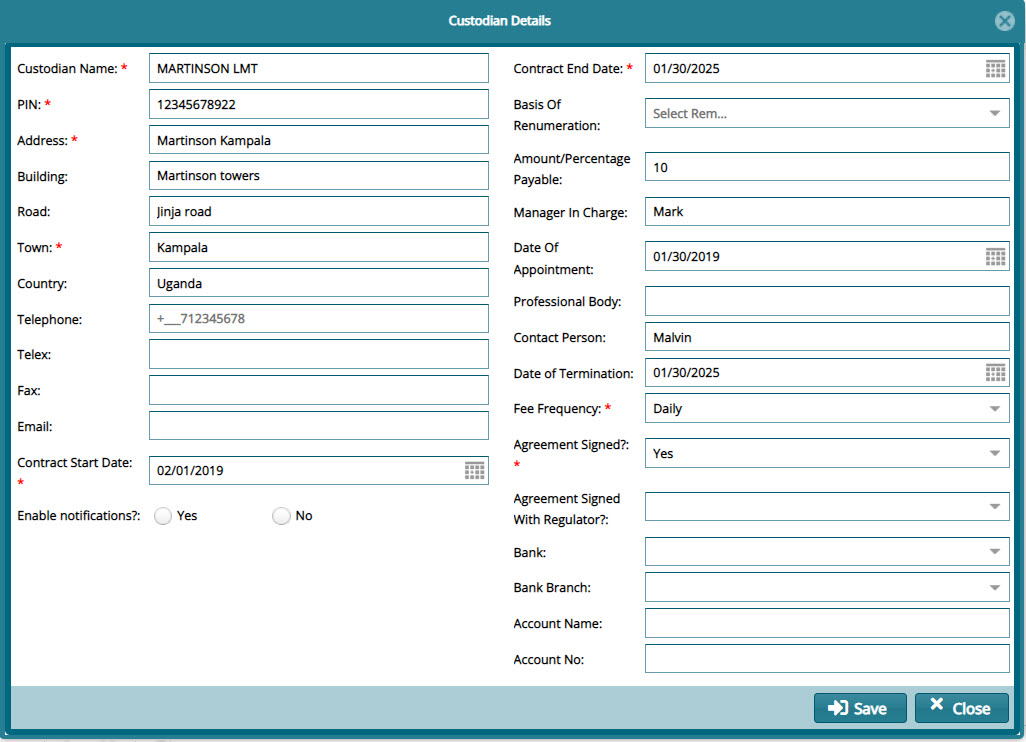 Custodian Details
Custodian Name: * MARTINSON LMT
PIN: * 12345678922
Address: * Martinson Kampala
Building: Martinson towers
Road: Jinja road
Town: * Kampala
Country: Uganda
Telephone: +___712345678
Telex:
Fax:
Email:
Contract Start Date:
* 02/01/2019
Enable notifications?: Yes No
Contract End Date: * 01/30/2025
Basis Of
Renumeration: Select Rem...
Amount/Percentage
Payable: 10
Manager In Charge: Mark
Date Of
Appointment: 01/30/2019
Professional Body:
Contact Person: Malvin
Date of Termination: 01/30/2025
Fee Frequency: * Daily
Agreement Signed?:
* Yes
Agreement Signed
With Regulator?:
Bank:
Bank Branch:
Account Name:
Account No:
Save Close